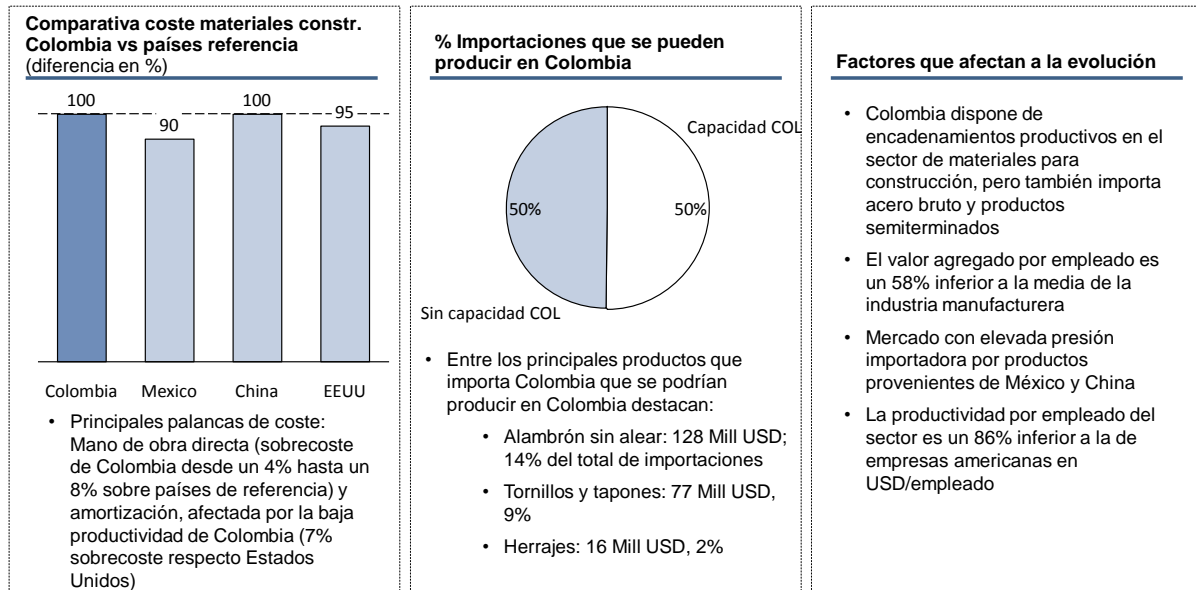 Comparativa coste materiales constr.
Colombia vs países referencia
(diferencia en %)
100
90
100
95
Colombia
Mexico
China
EEUU
• Principales palancas de coste:
Mano de obra directa (sobrecoste
de Colombia desde un 4% hasta un
8% sobre países de referencia) y
amortización, afectada por la baja
productividad de Colombia (7%
sobrecoste respecto Estados
Unidos)
% Importaciones que se pueden
producir en Colombia
Capacidad COL
50%
50%
Sin capacidad COL
• Entre los principales productos que
importa Colombia que se podrían
producir en Colombia destacan:
• Alambrón sin alear: 128 Mill USD;
14% del total de importaciones
• Tornillos y tapones: 77 Mill USD,
9%
• Herrajes: 16 Mill USD, 2%
Factores que afectan a la evolución
• Colombia dispone de
encadenamientos productivos en el
sector de materiales para
construcción, pero también importa
acero bruto y productos
semiterminados
• El valor agregado por empleado es
un 58% inferior a la media de la
industria manufacturera
• Mercado con elevada presión
importadora por productos
provenientes de México y China
• La productividad por empleado del
sector es un 86% inferior a la de
empresas americanas en
USD/empleado